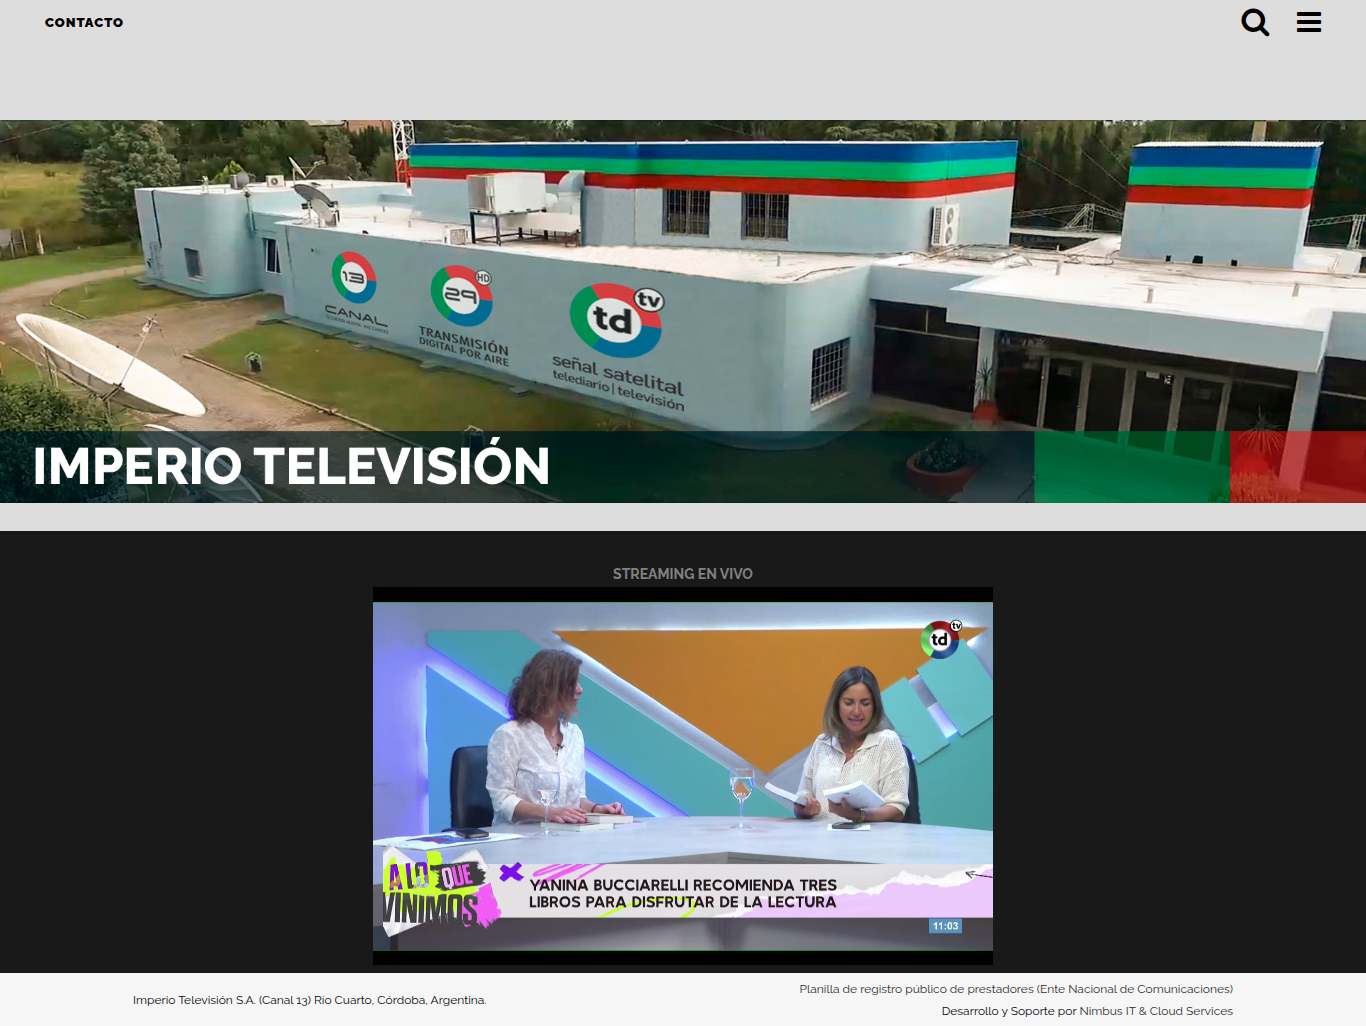 CONTACTO
13
CANAL
29
HD
TRANSMISIÓN
DIGITAL POR AIRE
td
tv
señal satelital
telediario | televisión
IMPERIO TELEVISIÓN
STREAMING EN VIVO
td
tv
A LO QUE
VINIMOS
YANINA BUCCIARELLI RECOMIENDA TRES
LIBROS PARA DISFRUTAR DE LA LECTURA
11:03
Imperio Televisión S.A. (Canal 13) Río Cuarto, Córdoba, Argentina.
Planilla de registro público de prestadores (Ente Nacional de Comunicaciones)
Desarrollo y Soporte por Nimbus IT & Cloud Services